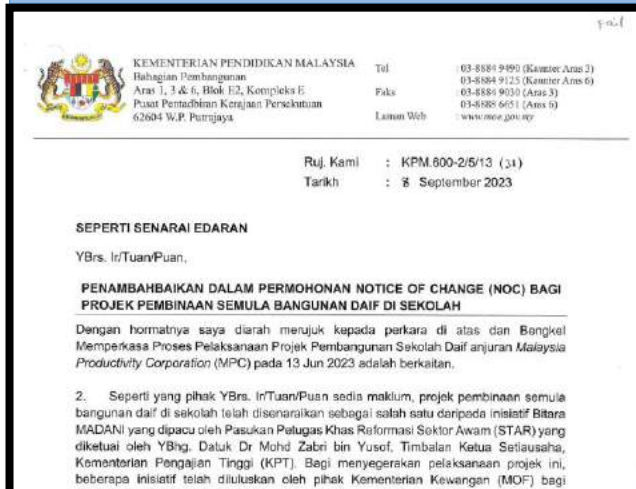 fail
KEMENTERIAN PENDIDIKAN MALAYSIA
Bahagian Pembangunan
Aras 1, 3 & 6, Blok E2, Kompleks E
Pusat Pentadbiran Kerajaan Persekutuan
62604 W.P. Putrajaya
Tel : 03-8884 9490 (Kaunter Aras 3)
03-8884 9125 (Kaunter Aras 6)
Faks : 03-8884 9030 (Aras 3)
03-8888 6651 (Aras 6)
Laman Web : www.moe.gov.my
Ruj. Kami : KPM.600-2/5/13 (31)
Tarikh : 8 September 2023
SEPERTI SENARAI EDARAN
YBrs. Ir/Tuan/Puan,
PENAMBAHBAIKAN DALAM PERMOHONAN NOTICE OF CHANGE (NOC) BAGI
PROJEK PEMBINAAN SEMULA BANGUNAN DAIF DI SEKOLAH
Dengan hormatnya saya diarah merujuk kepada perkara di atas dan Bengkel
Memperkasa Proses Pelaksanaan Projek Pembangunan Sekolah Daif anjuran Malaysia
Productivity Corporation (MPC) pada 13 Jun 2023 adalah berkaitan.
2. Seperti yang pihak YBrs. Ir/Tuan/Puan sedia maklum, projek pembinaan semula
bangunan daif di sekolah telah disenaraikan sebagai salah satu daripada inisiatif Bitara
MADANI yang dipacu oleh Pasukan Petugas Khas Reformasi Sektor Awam (STAR) yang
diketuai oleh YBhg. Datuk Dr Mohd Zabri bin Yusof, Timbalan Ketua Setiausaha,
Kementerian Pengajian Tinggi (KPT). Bagi menyegerakan pelaksanaan projek ini,
beberapa inisiatif telah diluluskan oleh pihak Kementerian Kewangan (MOF) bagi